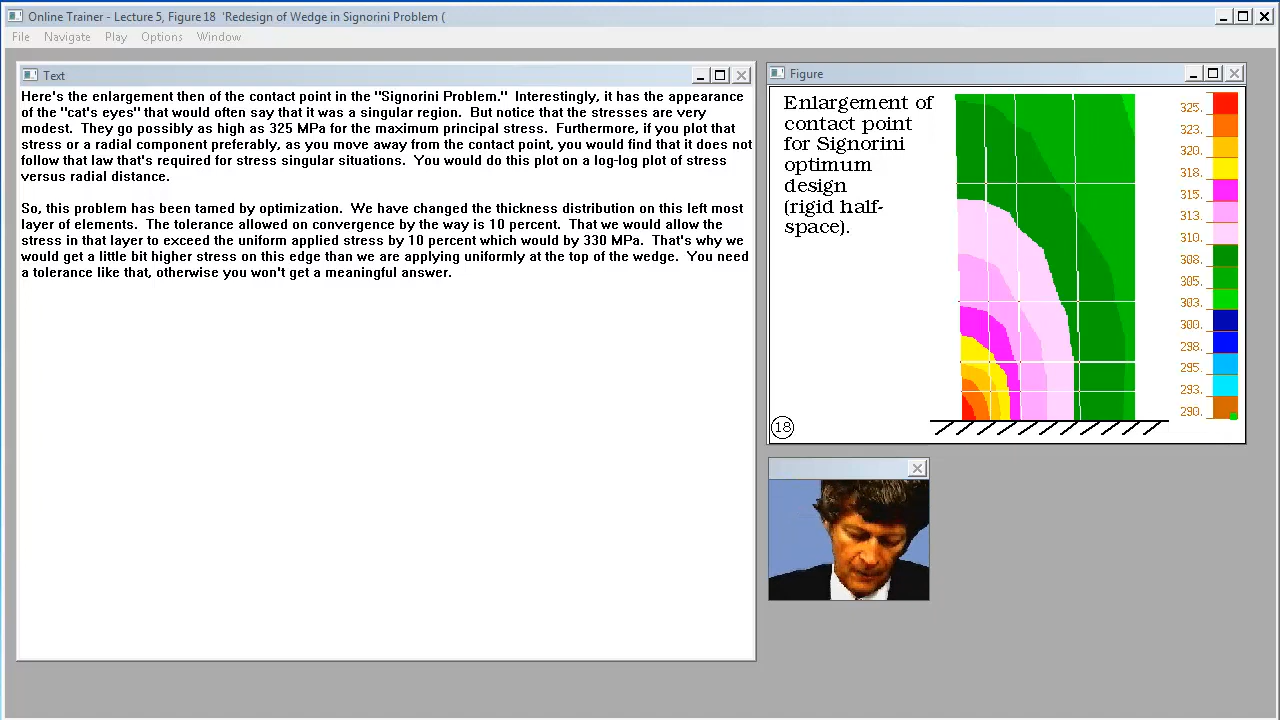 Online Trainer - Lecture 5, Figure 18 'Redesign of Wedge in Signorini Problem (
File Navigate Play Options Window
Text
Here's the enlargement then of the contact point in the "Signorini Problem." Interestingly, it has the appearance
of the "cat's eyes" that would often say that it was a singular region. But notice that the stresses are very
modest. They go possibly as high as 325 MPa for the maximum principal stress. Furthermore, if you plot that
stress or a radial component preferably, as you move away from the contact point, you would find that it does not
follow that law that's required for stress singular situations. You would do this plot on a log-log plot of stress
versus radial distance.
So, this problem has been tamed by optimization. We have changed the thickness distribution on this left most
layer of elements. The tolerance allowed on convergence by the way is 10 percent. That we would allow the
stress in that layer to exceed the uniform applied stress by 10 percent which would by 330 MPa. That's why we
would get a little bit higher stress on this edge than we are applying uniformly at the top of the wedge. You need
a tolerance like that, otherwise you won't get a meaningful answer.
Figure
Enlargement of
contact point
for Signorini
optimum
design
(rigid half-
space).
18
325.
323.
320.
318.
315.
313.
310.
308.
305.
303.
300.
298.
295.
293.
290.